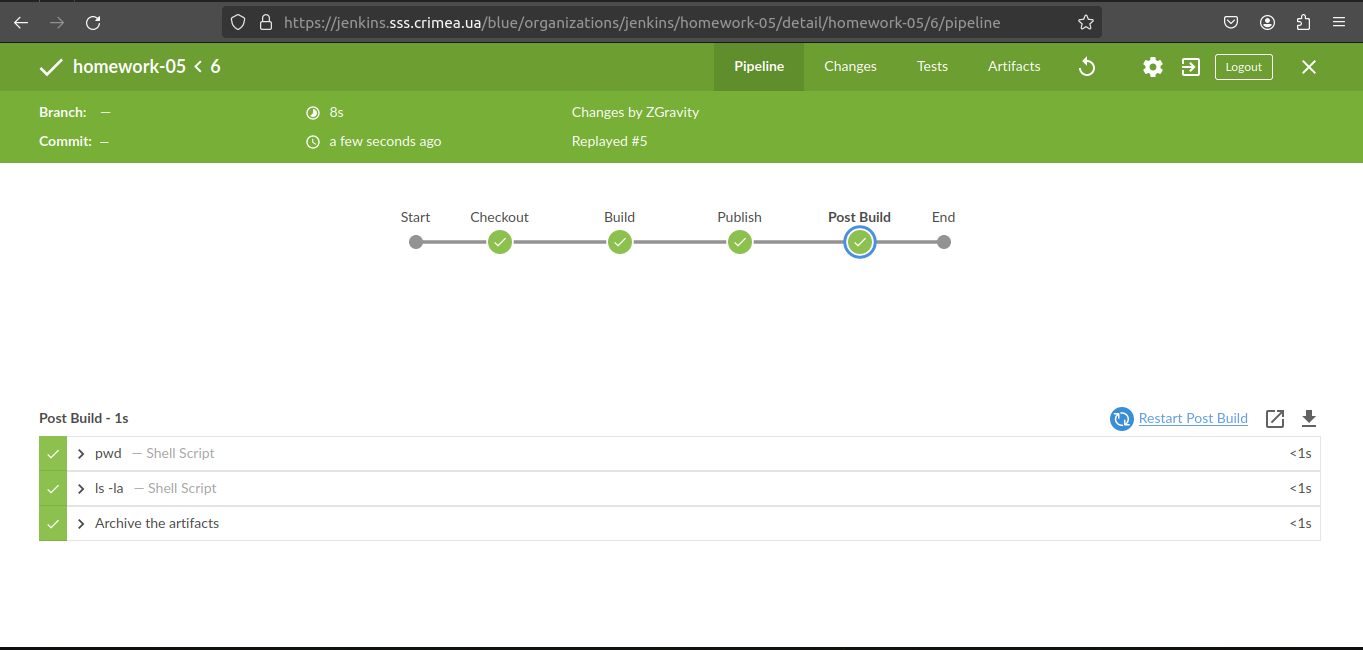 https://jenkins.sss.crimea.ua/blue/organizations/jenkins/homework-05/detail/homework-05/6/pipeline
homework-05 < 6
Pipeline
Changes
Tests
Artifacts
Logout
Branch: —
8s
Changes by ZGravity
Commit: —
a few seconds ago
Replayed #5
Start
Checkout
Build
Publish
Post Build
End
Post Build - 1s
Restart Post Build
pwd — Shell Script
<1s
ls -la — Shell Script
<1s
Archive the artifacts
<1s